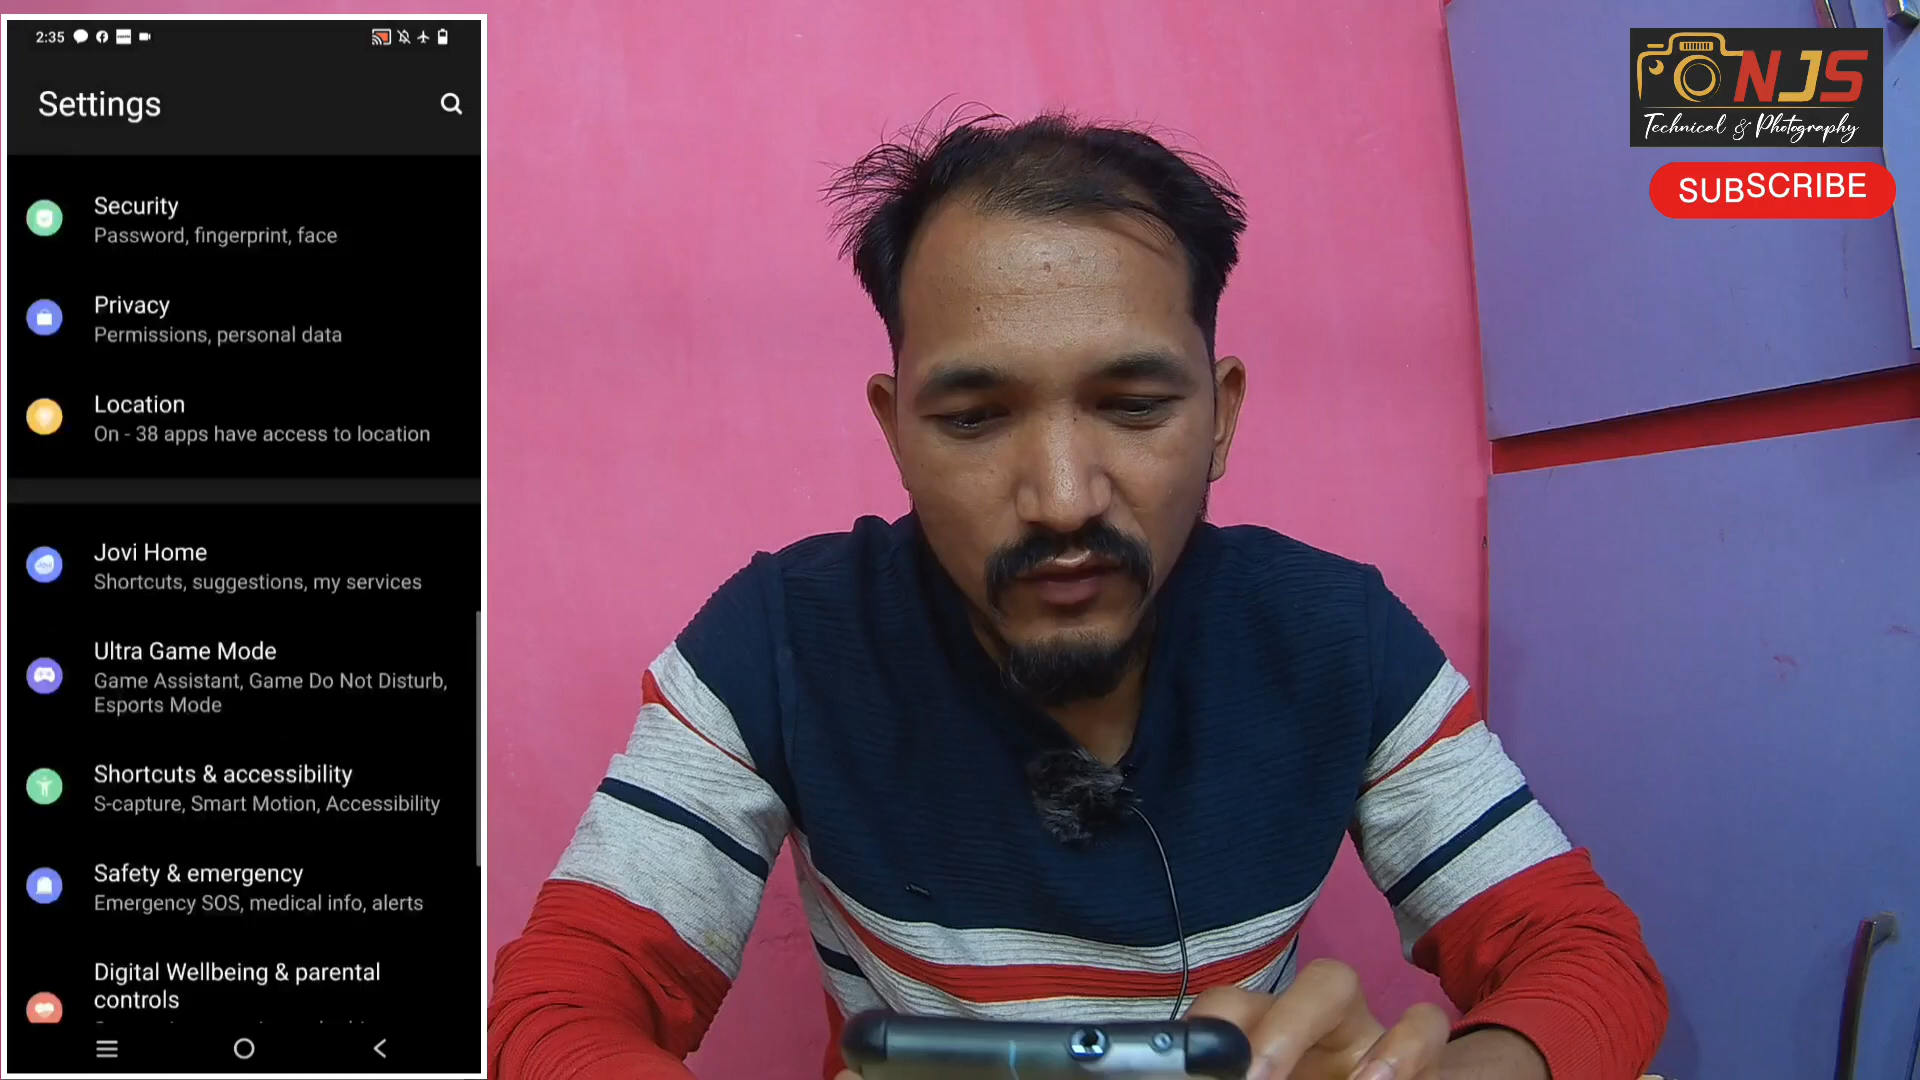 2:35
Settings
Security
Password, fingerprint, face
Privacy
Permissions, personal data
Location
On - 38 apps have access to location
Jovi Home
Shortcuts, suggestions, my services
Ultra Game Mode
Game Assistant, Game Do Not Disturb,
Esports Mode
Shortcuts & accessibility
S-capture, Smart Motion, Accessibility
Safety & emergency
Emergency SOS, medical info, alerts
Digital Wellbeing & parental
controls
NJS
Technical & Photography
SUBSCRIBE